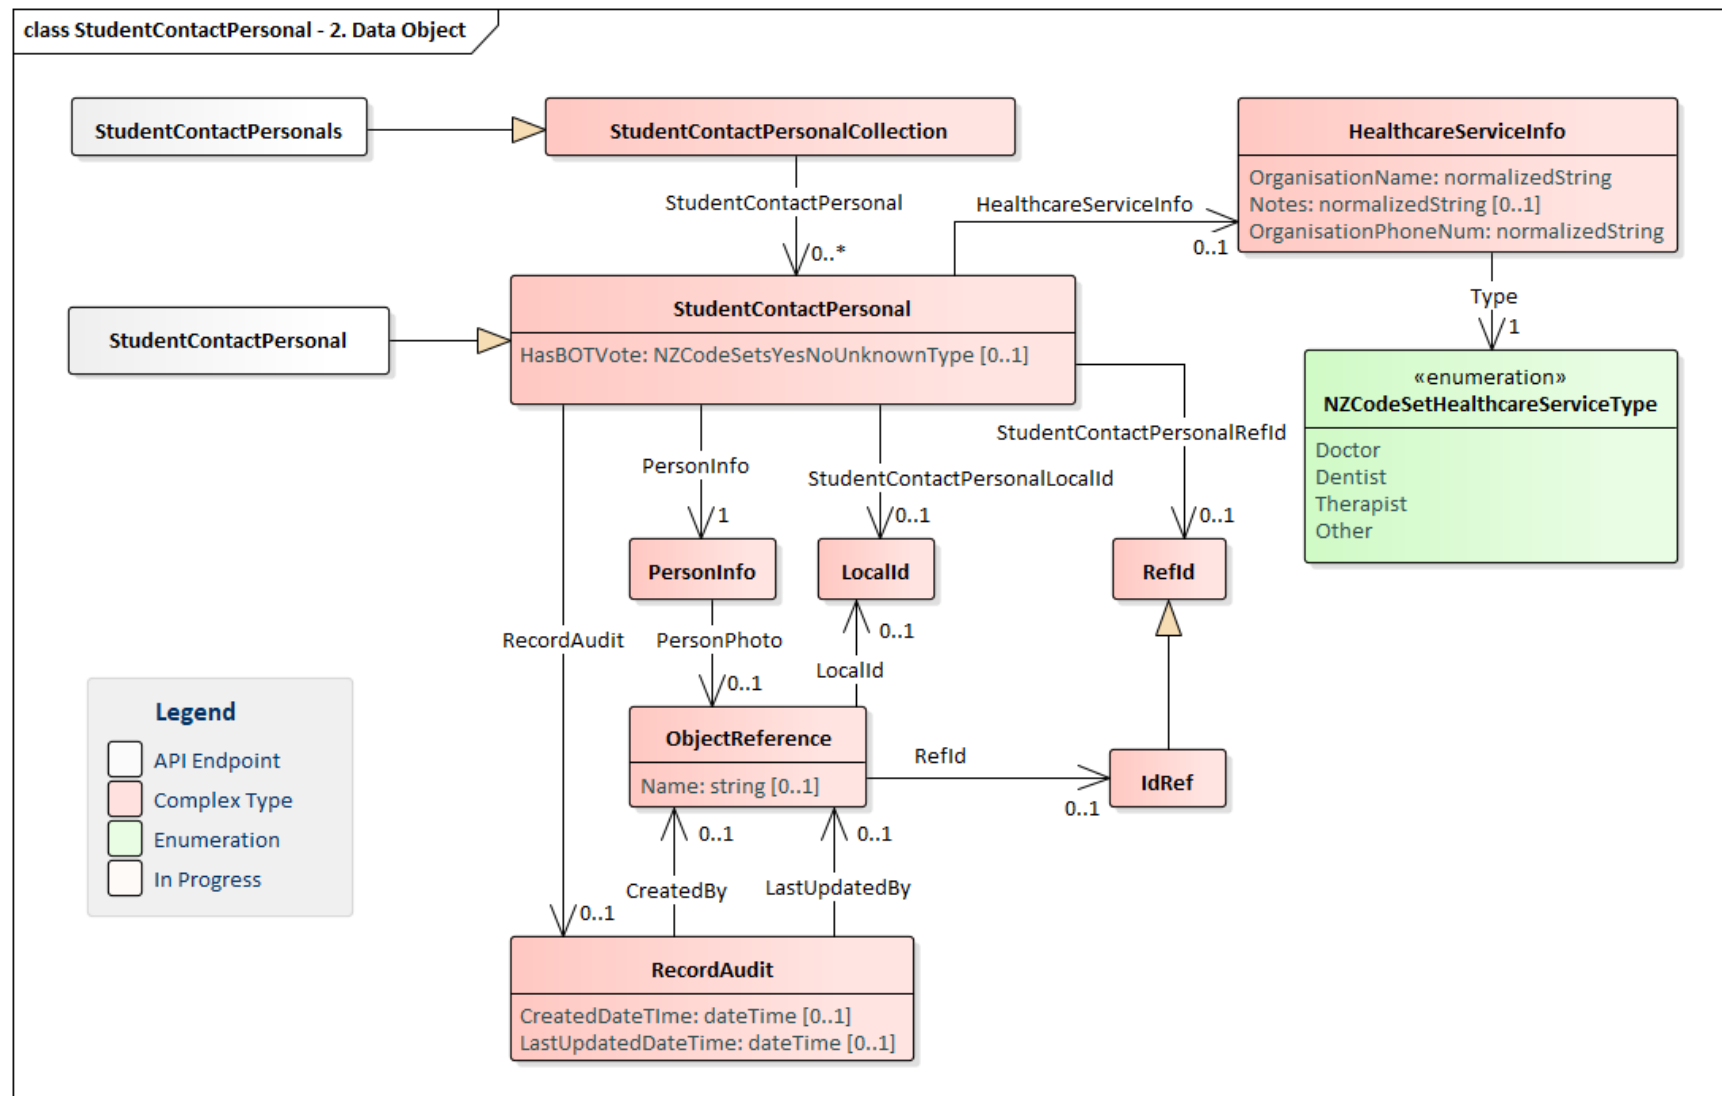 class StudentContactPersonal - 2. Data Object
StudentContactPersonals
StudentContactPersonalCollection
HealthcareServiceInfo
OrganisationName: normalizedString
Notes: normalizedString [0..1]
OrganisationPhoneNum: normalizedString
StudentContactPersonal
0..*
HealthcareServiceInfo
0..1
Type
1
StudentContactPersonal
StudentContactPersonal
HasBOTVote: NZCodeSetsYesNoUnknownType [0..1]
«enumeration»
NZCodeSetHealthcareServiceType
Doctor
Dentist
Therapist
Other
PersonInfo
1
StudentContactPersonalLocalId
0..1
StudentContactPersonalRefId
0..1
PersonInfo
LocalId
RefId
RecordAudit
0..1
PersonPhoto
0..1
LocalId
0..1
ObjectReference
Name: string [0..1]
RefId
0..1
IdRef
Legend
API Endpoint
Complex Type
Enumeration
In Progress
CreatedBy
0..1
LastUpdatedBy
0..1
RecordAudit
CreatedDateTIme: dateTime [0..1]
LastUpdatedDateTime: dateTime [0..1]